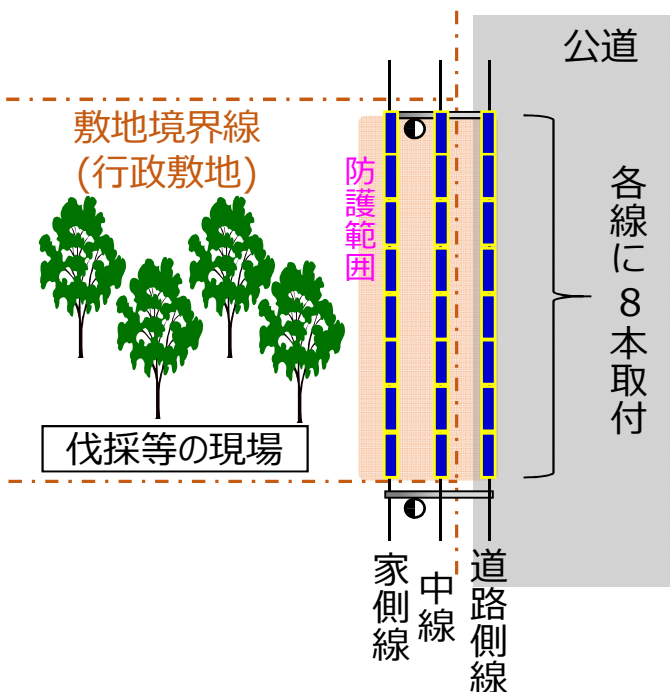 公道
敷地境界線
(行政敷地)
防護範囲
各線に8本取付
伐採等の現場
家側線
中線
道路側線